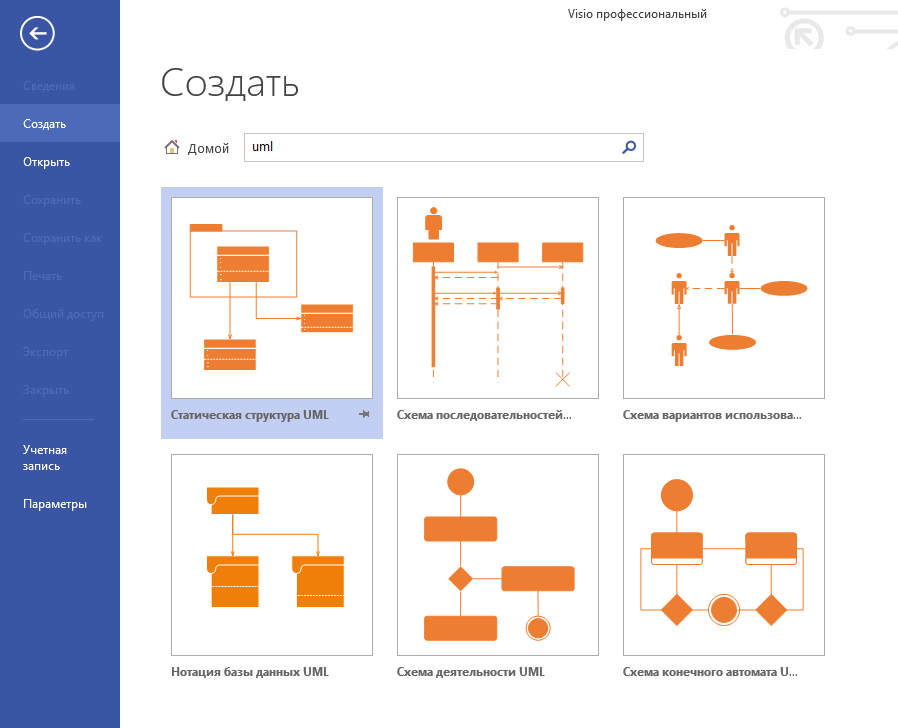 Visio профессиональный
Сведения
Создать
Открыть
Сохранить
Сохранить как
Печать
Общий доступ
Экспорт
Закрыть
Учетная
запись
Параметры
Создать
Домой
uml
Статическая структура UML
Схема последовательностей...
Схема вариантов использова...
Нотация базы данных UML
Схема деятельности UML
Схема конечного автомата U...